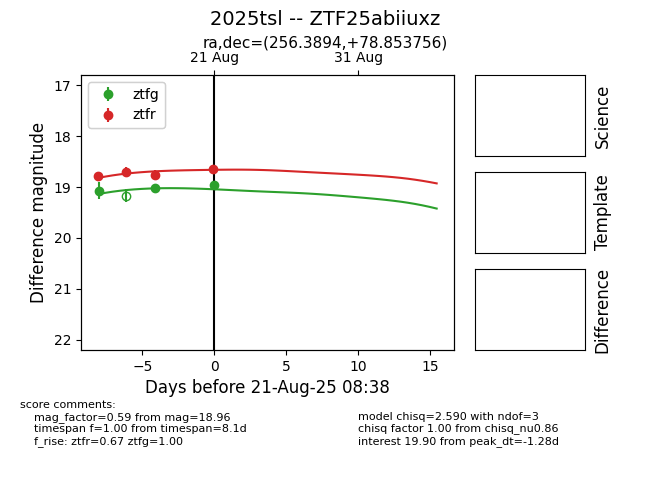 2025tsl -- ZTF25abiiuxz
ra,dec=(256.3894,+78.853756)
21 Aug
31 Aug
ztfg
ztfr
17
18
19
20
21
22
Difference magnitude
−5
0
5
10
15
Days before 21-Aug-25 08:38
Science
Template
Difference
score comments:
mag_factor=0.59 from mag=18.96
timespan f=1.00 from timespan=8.1d
f_rise: ztfr=0.67 ztfg=1.00
model chisq=2.590 with ndof=3
chisq factor 1.00 from chisq_nu0.86
interest 19.90 from peak_dt=-1.28d